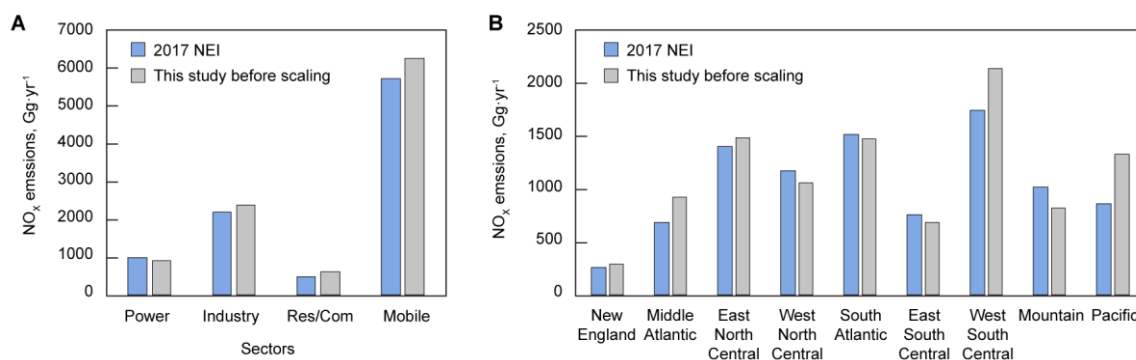 A
NOx emssions, Gg·yr⁻¹
7000
6000
5000
4000
3000
2000
1000
0
2017 NEI
This study before scaling
Power Industry Res/Com Mobile
Sectors
B
NOx emssions, Gg·yr⁻¹
2500
2000
1500
1000
500
0
2017 NEI
This study before scaling
New England
Middle Atlantic
East North Central
West North Central
South Atlantic
East South Central
West South Central
Mountain
Pacific